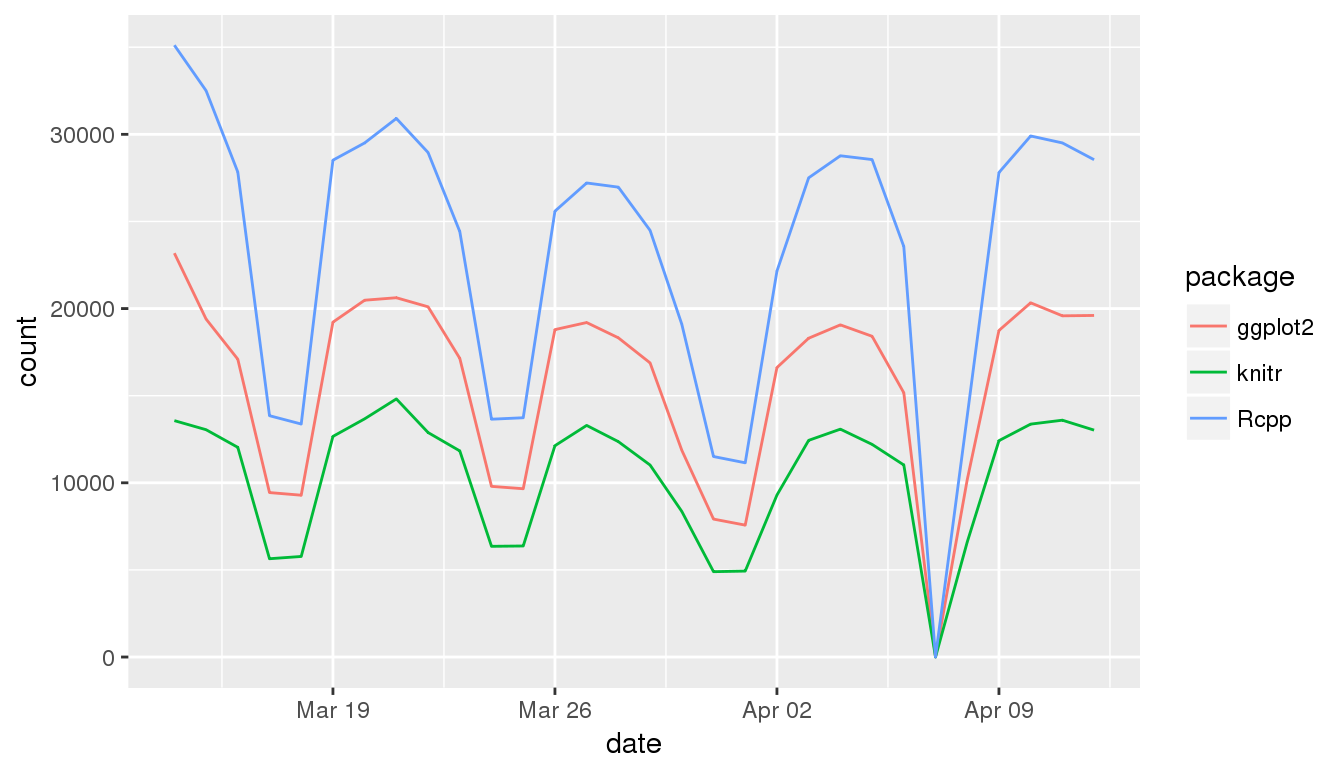 30000
20000
10000
0
count
Mar 19
Mar 26
Apr 02
Apr 09
date
package
ggplot2
knitr
Rcpp